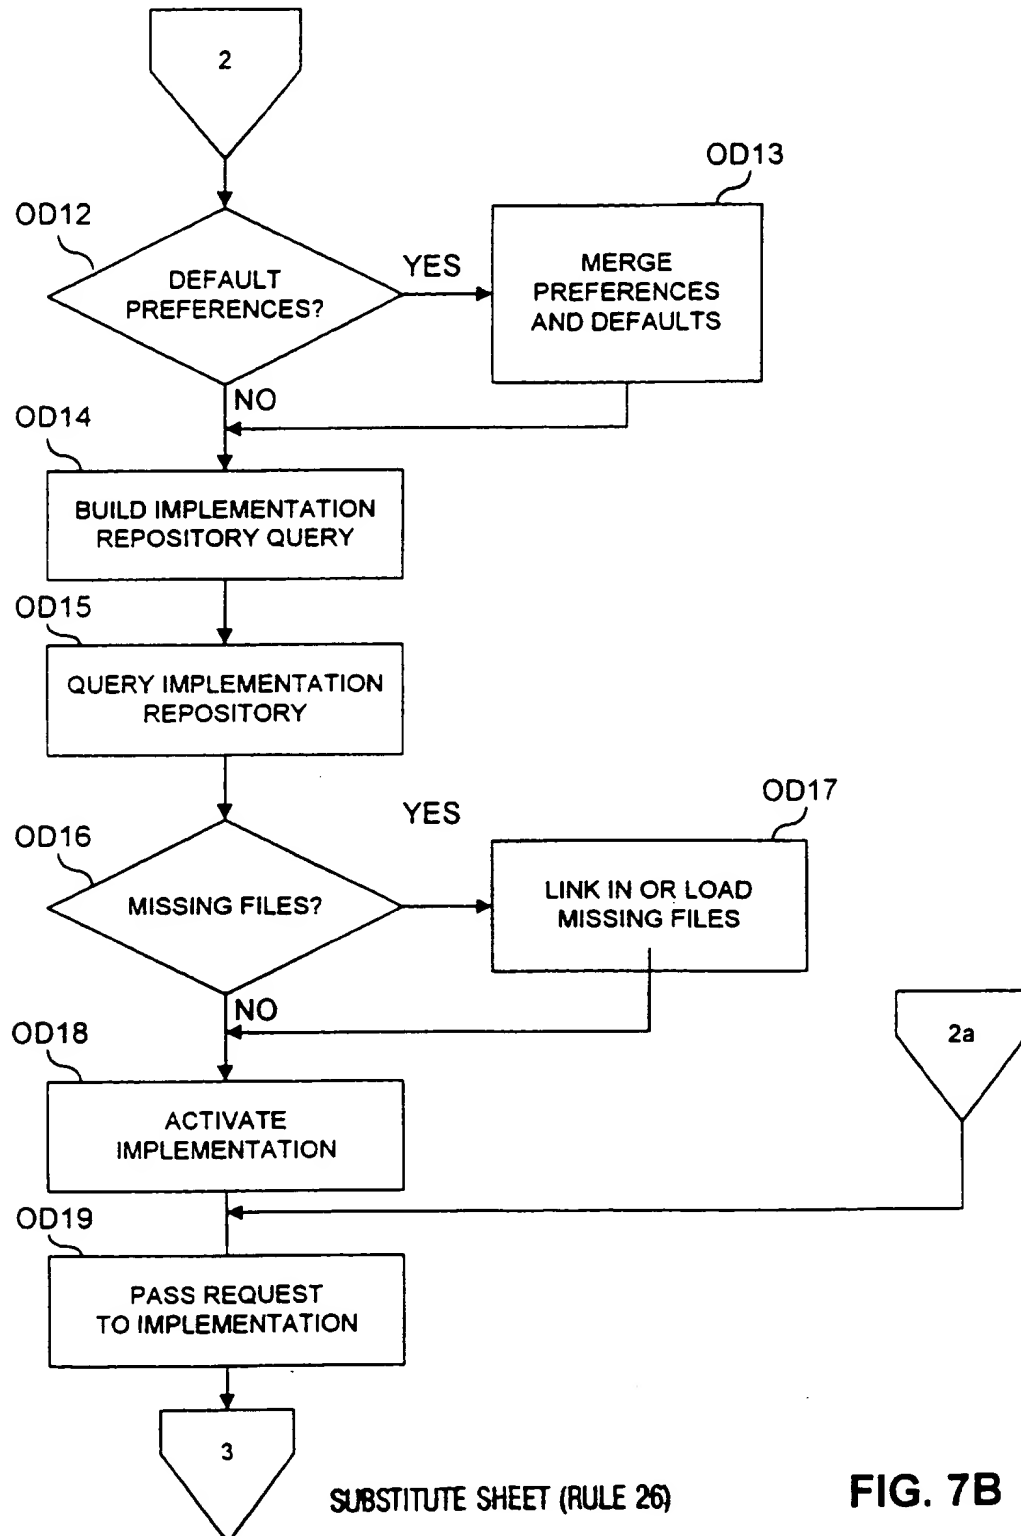 2
OD13
OD12
YES
DEFAULT
PREFERENCES?
MERGE
PREFERENCES
AND DEFAULTS
NO
OD14
BUILD IMPLEMENTATION
REPOSITORY QUERY
OD15
QUERY IMPLEMENTATION
REPOSITORY
OD17
YES
OD16
MISSING FILES?
LINK IN OR LOAD
MISSING FILES
NO
OD18
2a
ACTIVATE
IMPLEMENTATION
OD19
PASS REQUEST
TO IMPLEMENTATION
3
SUBSTITUTE SHEET (RULE 26)
FIG. 7B